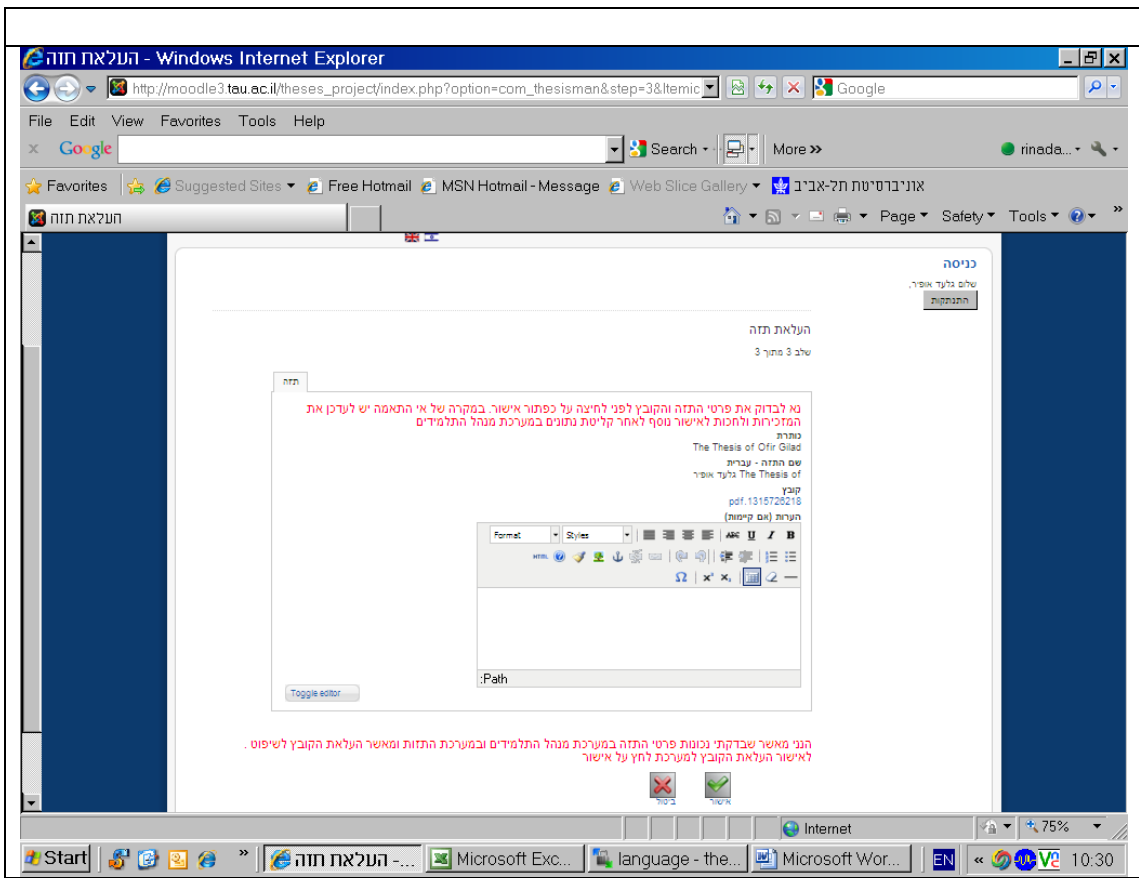 העלאת תזה - Windows Internet Explorer
http://moodle3.tau.ac.il/theses_project/index.php?option=com_thesisman&step=3&Itemic
Google
File Edit View Favorites Tools Help
x Google Search More »
rinada...
Favorites Suggested Sites Free Hotmail MSN Hotmail - Message Web Slice Gallery אוניברסיטת תל-אביב
העלאת תזה
Page Safety Tools »
כניסה
שלום גלעד אופיר,
התנתקות
העלאת תזה
שלב 3 מתוך 3
תזה
נא לבדוק את פרטי התזה והקובץ לפני לחיצה על כפתור אישור. במקרה של אי התאמה יש לעדכן את
המזכירות ולחכות לאישור נוסף לאחר קליטת נתונים במערכת מנהל התלמידים
כותרת
The Thesis of Ofir Gilad
שם התזה - עברית
The Thesis of גלעד אופיר
קובץ
pdf.1315726218
הערות (אם קיימות)
Format Styles ABC U I B
HTML
Ω x² x₂
:Path
Toggle editor
הנני מאשר שבדקתי נכונות פרטי התזה במערכת מנהל התלמידים ובמערכת התזות ומאשר העלאת הקובץ לשיפוט .
לאישור העלאת הקובץ למערכת לחץ על אישור
אישור ביטול
Internet 75%
Start » העלאת תזה -... Microsoft Exc... language - the... Microsoft Wor... EN « 10:30